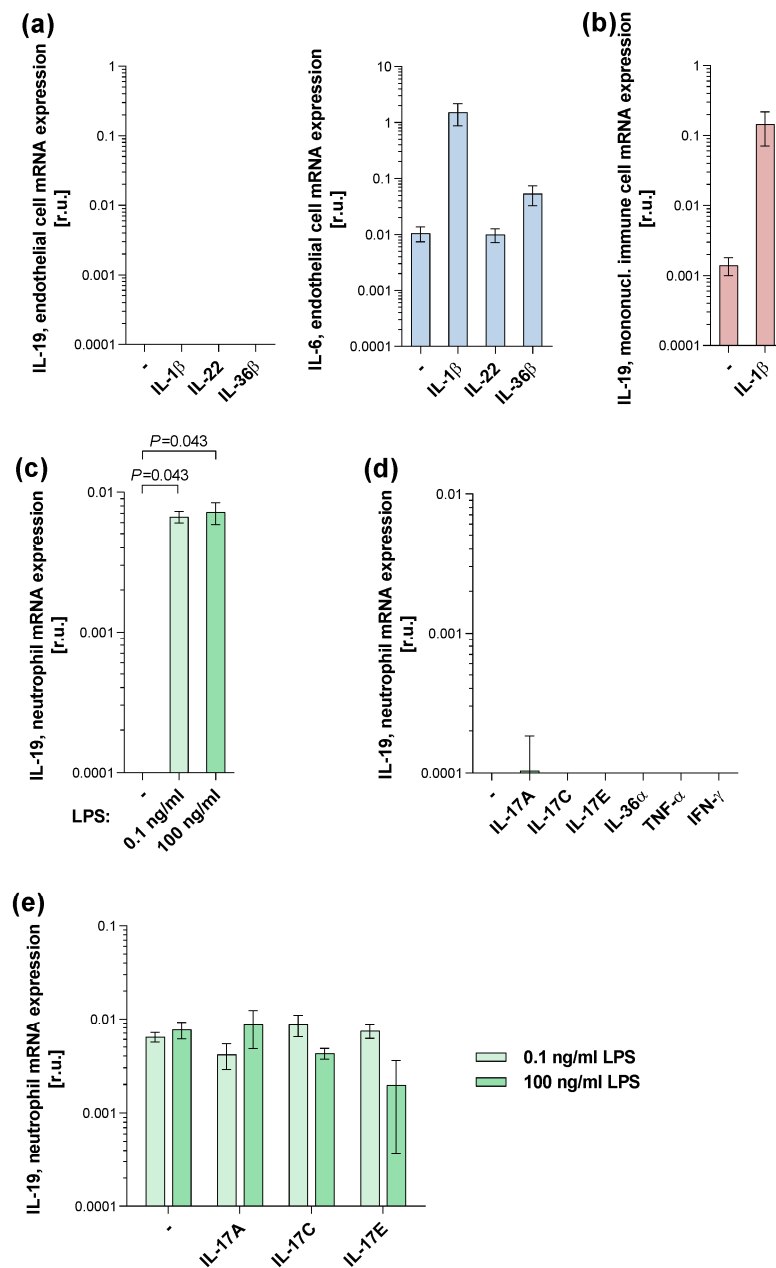 (a)
IL-19, endothelial cell mRNA expression
[r.u.]
1
0.1
0.01
0.001
0.0001
-
IL-1β
IL-22
IL-36β
IL-6, endothelial cell mRNA expression
[r.u.]
10
1
0.1
0.01
0.001
0.0001
-
IL-1β
IL-22
IL-36β
(b)
IL-19, mononucl. immune cell mRNA expression
[r.u.]
1
0.1
0.01
0.001
0.0001
-
IL-1β
(c)
IL-19, neutrophil mRNA expression
[r.u.]
P=0.043
P=0.043
0.01
0.001
0.0001
LPS:
-
0.1 ng/ml
100 ng/ml
(d)
IL-19, neutrophil mRNA expression
[r.u.]
0.01
0.001
0.0001
-
IL-17A
IL-17C
IL-17E
IL-36α
TNF-α
IFN-γ
(e)
IL-19, neutrophil mRNA expression
[r.u.]
0.1
0.01
0.001
0.0001
-
IL-17A
IL-17C
IL-17E
0.1 ng/ml LPS
100 ng/ml LPS